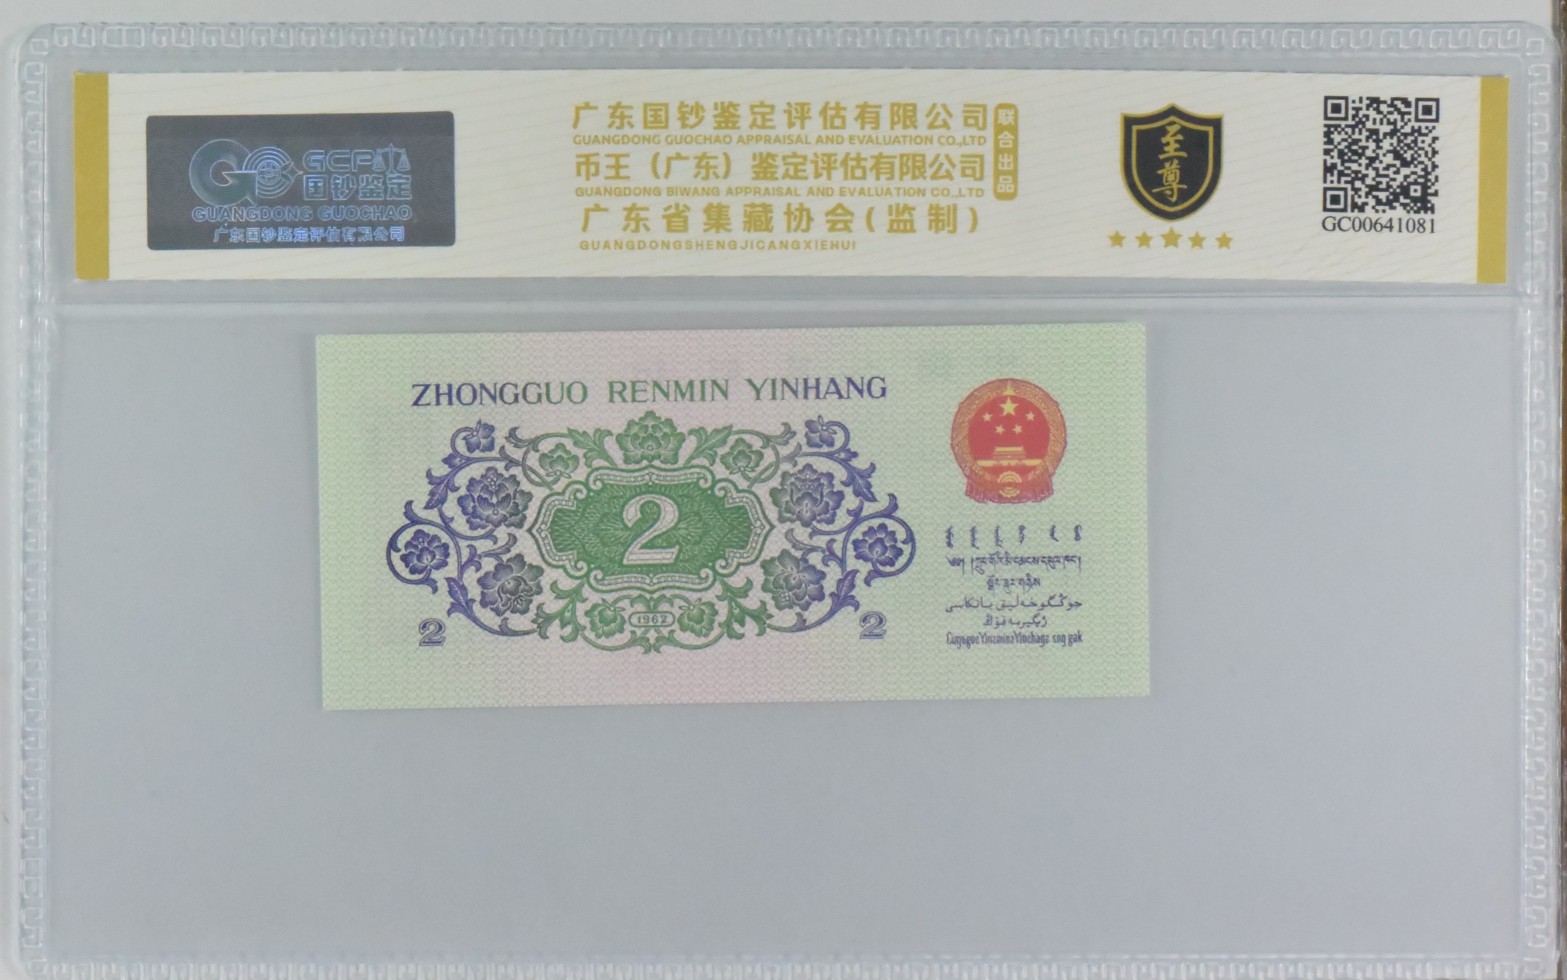 GCP
国钞鉴定
GUANGDONG GUOCHAO
广东国钞鉴定评估有限公司
广东国钞鉴定评估有限公司
GUANGDONG GUOCHAO APPRAISAL AND EVALUATION CO.,LTD
币王（广东）鉴定评估有限公司
GUANGDONG BIWANG APPRAISAL AND EVALUATION CO.,LTD
广东省集藏协会(监制)
GUANGDONGSHENGJICANGXIEHUI
联合出品
至尊
GC00641081
ZHONGGUO RENMIN YINHANG
2
1962
2
2